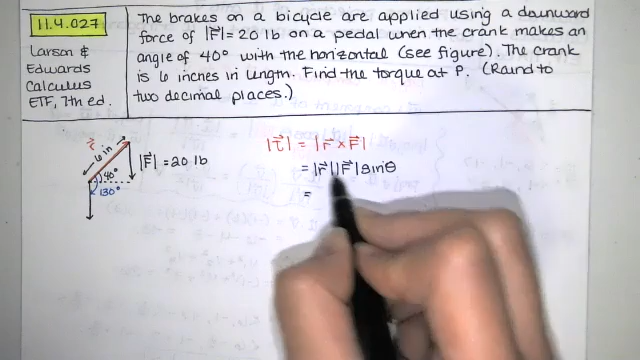 11.4.027
Larson &
Edwards
Calculus
ETF, 7th ed.
The brakes on a bicycle are applied using a downward
force of |F⃗| = 20 lb on a pedal when the crank makes an
angle of 40° with the horizontal (see figure). The crank
is 6 inches in length. Find the torque at P. (Round to
two decimal places.)
r⃗
6 in
40°
130°
|F⃗| = 20 lb
|τ⃗| = |r⃗ × F⃗|
= |r⃗||F⃗| sinθ
=